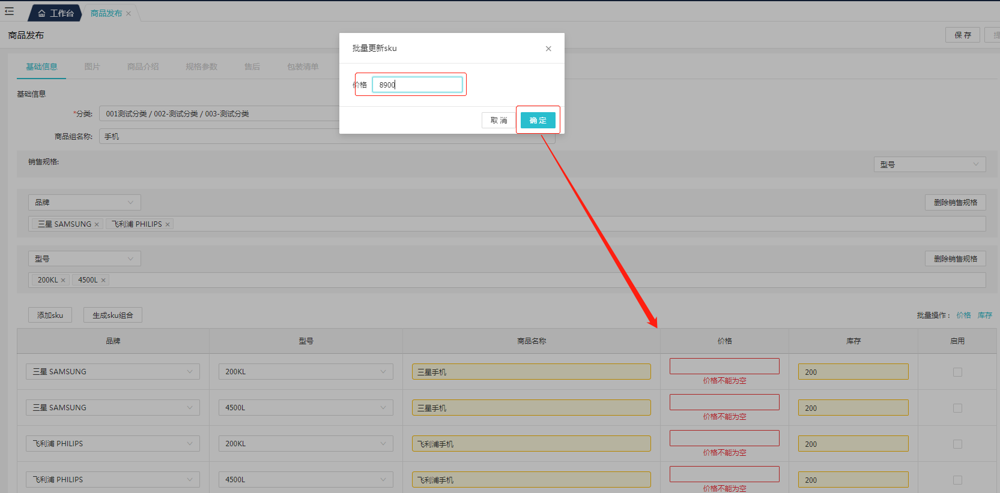 工作台 商品发布
商品发布
保 存
批量更新sku
基础信息 图片 商品介绍 规格参数 售后 包装清单
价格 8900
基础信息
*分类: 001测试分类 / 002-测试分类 / 003-测试分类
取 消 确 定
商品组名称: 手机
销售规格: 型号
品牌 删除销售规格
三星 SAMSUNG × 飞利浦 PHILIPS ×
型号 删除销售规格
200KL × 4500L ×
添加sku 生成sku组合 批量操作： 价格 库存
品牌 型号 商品名称 价格 库存 启用
三星 SAMSUNG 200KL 三星手机 200
价格不能为空
三星 SAMSUNG 4500L 三星手机 200
价格不能为空
飞利浦 PHILIPS 200KL 飞利浦手机 200
价格不能为空
飞利浦 PHILIPS 4500L 飞利浦手机 200
价格不能为空